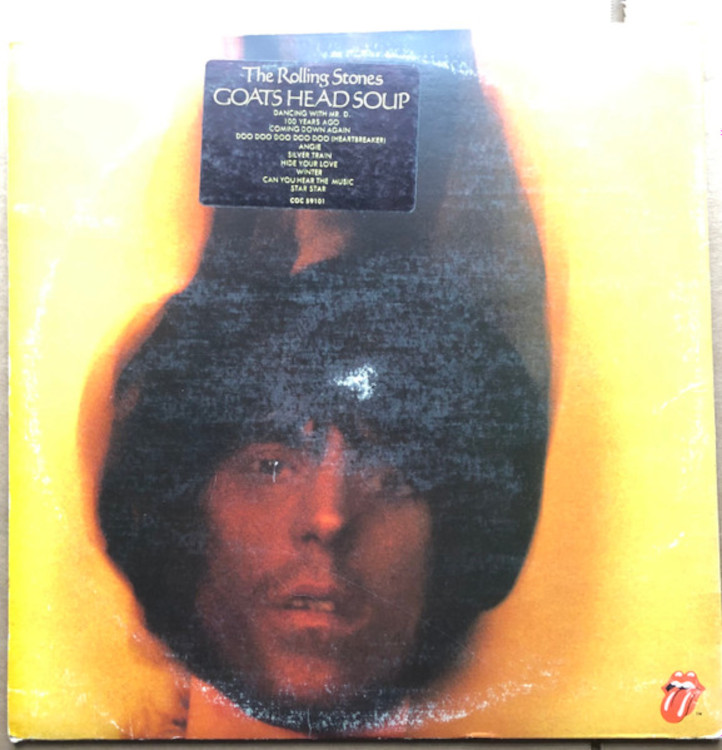 The Rolling Stones
GOATS HEAD SOUP
DANCING WITH MR. D.
100 YEARS AGO
COMING DOWN AGAIN
DOO DOO DOO DOO DOO (HEARTBREAKER)
ANGIE
SILVER TRAIN
HIDE YOUR LOVE
WINTER
CAN YOU HEAR THE MUSIC
STAR STAR
COC 59101
TM